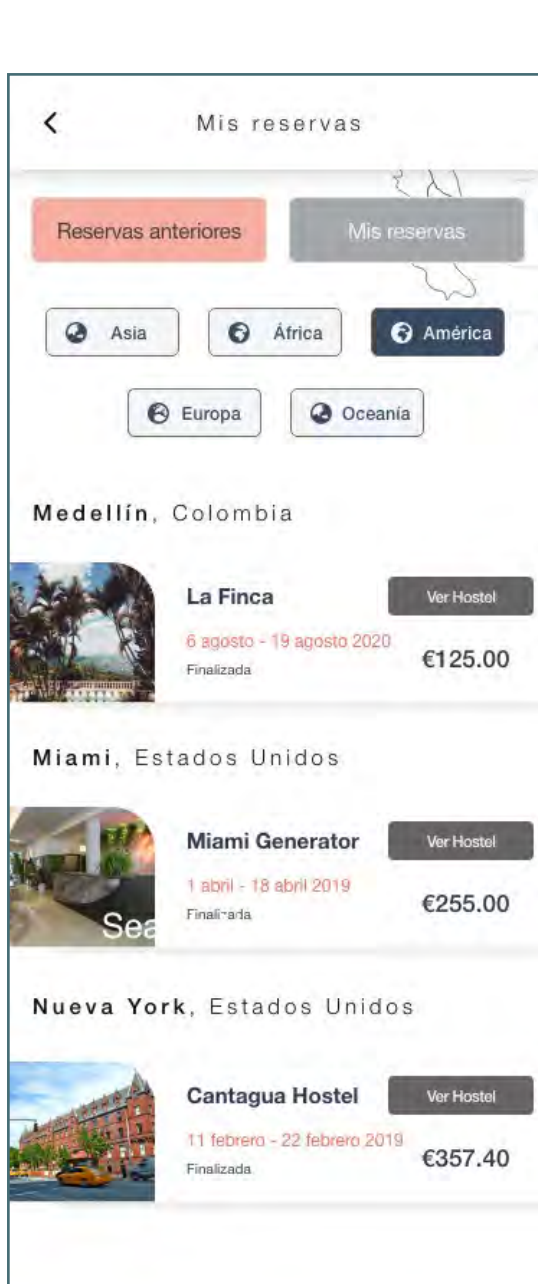 Mis reservas
Reservas anteriores
Mis reservas
Asia
África
América
Europa
Oceanía
Medellín, Colombia
La Finca
Ver Hostel
6 agosto - 19 agosto 2020
€125.00
Finalizada
Miami, Estados Unidos
Miami Generator
Ver Hostel
1 abril - 18 abril 2019
€255.00
Finalizada
Sea
Nueva York, Estados Unidos
Cantagua Hostel
Ver Hostel
11 febrero - 22 febrero 2019
€357.40
Finalizada